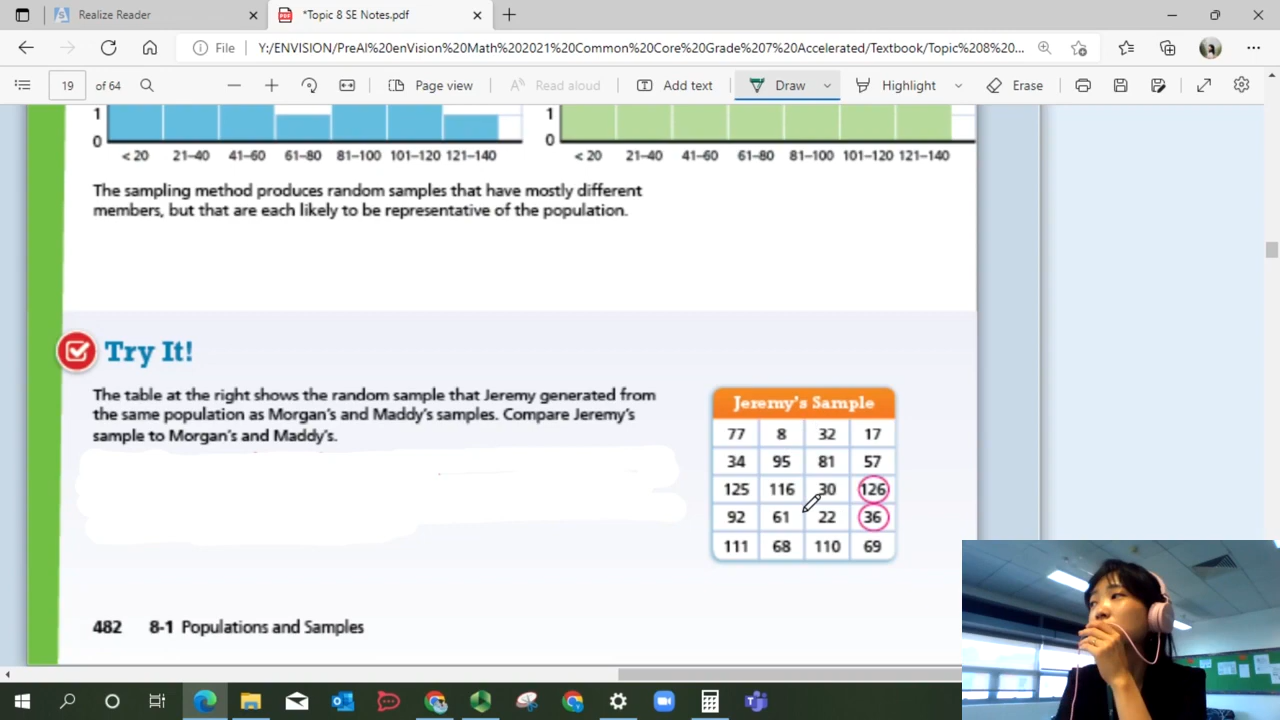 Realize Reader
*Topic 8 SE Notes.pdf
File
Y:/ENVISION/PreAl%20enVision%20Math%202021%20Common%20Core%20Grade%207%20Accelerated/Textbook/Topic%208%20...
19 of 64
Page view
Read aloud
Add text
Draw
Highlight
Erase
1
0
< 20 21–40 41–60 61–80 81–100 101–120 121–140
1
0
< 20 21–40 41–60 61–80 81–100 101–120 121–140
The sampling method produces random samples that have mostly different
members, but that are each likely to be representative of the population.
Try It!
The table at the right shows the random sample that Jeremy generated from
the same population as Morgan's and Maddy's samples. Compare Jeremy's
sample to Morgan's and Maddy's.
Jeremy's Sample
77 8 32 17
34 95 81 57
125 116 30 126
92 61 22 36
111 68 110 69
482 8-1 Populations and Samples